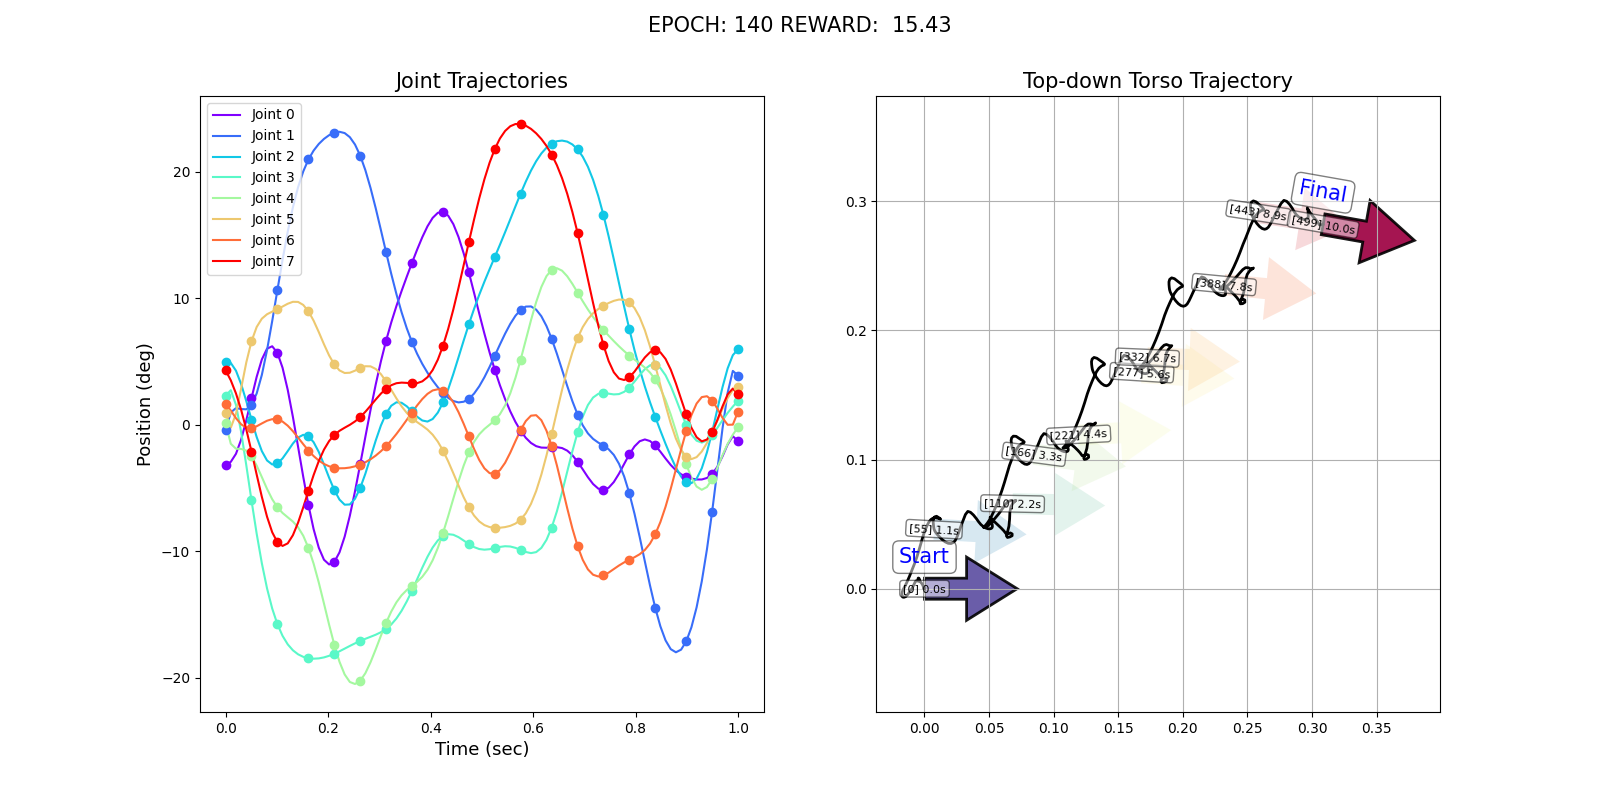 EPOCH: 140 REWARD:  15.43
Joint Trajectories
Joint 0
Joint 1
Joint 2
Joint 3
Joint 4
Joint 5
Joint 6
Joint 7
20
10
0
−10
−20
Position (deg)
0.0
0.2
0.4
0.6
0.8
1.0
Time (sec)
Top-down Torso Trajectory
Final
[443] 8.9s
[499] 10.0s
[388] 7.8s
[332] 6.7s
[277] 5.6s
[221] 4.4s
[166] 3.3s
[110] 2.2s
[55] 1.1s
Start
[0] 0.0s
0.3
0.2
0.1
0.0
0.00
0.05
0.10
0.15
0.20
0.25
0.30
0.35